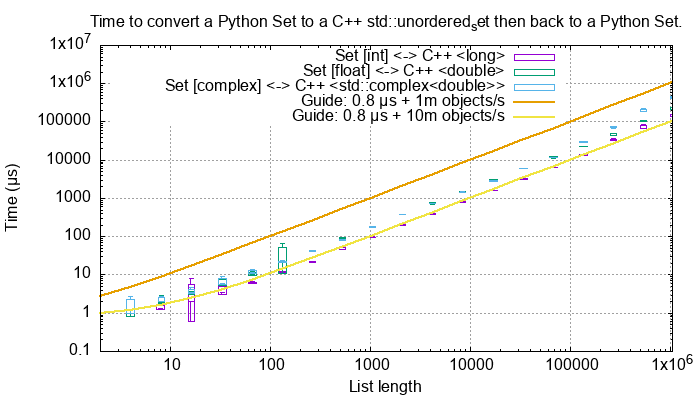 Time to convert a Python Set to a C++ std::unordered_set then back to a Python Set.
1x10^7
Set [int] <-> C++ <long>
Set [float] <-> C++ <double>
1x10^6
Set [complex] <-> C++ <std::complex<double>>
Guide: 0.8 µs + 1m objects/s
100000
Guide: 0.8 µs + 10m objects/s
10000
1000
100
10
1
0.1
Time (µs)
10
100
1000
10000
100000
1x10^6
List length